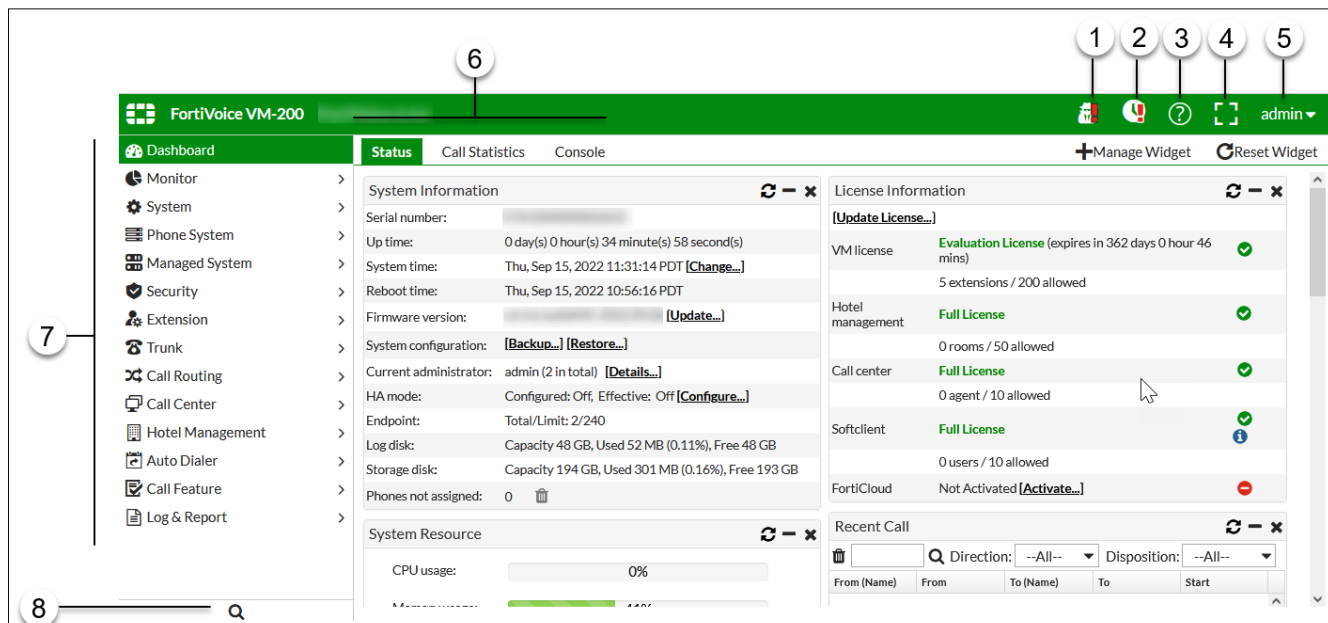 1 2 3 4 5
6
FortiVoice VM-200
admin
7
Dashboard
Monitor
System
Phone System
Managed System
Security
Extension
Trunk
Call Routing
Call Center
Hotel Management
Auto Dialer
Call Feature
Log & Report
8
Status Call Statistics Console
Manage Widget Reset Widget
System Information
Serial number:
Up time: 0 day(s) 0 hour(s) 34 minute(s) 58 second(s)
System time: Thu, Sep 15, 2022 11:31:14 PDT [Change...]
Reboot time: Thu, Sep 15, 2022 10:56:16 PDT
Firmware version: [Update...]
System configuration: [Backup...] [Restore...]
Current administrator: admin (2 in total) [Details...]
HA mode: Configured: Off, Effective: Off [Configure...]
Endpoint: Total/Limit: 2/240
Log disk: Capacity 48 GB, Used 52 MB (0.11%), Free 48 GB
Storage disk: Capacity 194 GB, Used 301 MB (0.16%), Free 193 GB
Phones not assigned: 0
System Resource
CPU usage: 0%
Memory usage: 41%
License Information
[Update License...]
VM license Evaluation License (expires in 362 days 0 hour 46
mins)
5 extensions / 200 allowed
Hotel
management Full License
0 rooms / 50 allowed
Call center Full License
0 agent / 10 allowed
Softclient Full License
0 users / 10 allowed
FortiCloud Not Activated [Activate...]
Recent Call
Direction: --All-- Disposition: --All--
From (Name) From To (Name) To Start